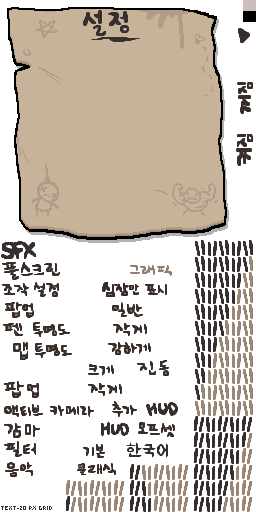 설정
SFX
풀스크린 그래픽
조각 설정 심장만 표시
팝업 일반
펜 투명도 작게
맵 투명도 강하게
크게 진동
팝업 작게
액티브 카메라 추가 HUD
감마 HUD 오프셋
필터 기본 한국어
음악 클래식
TEXT-20 PX GRID